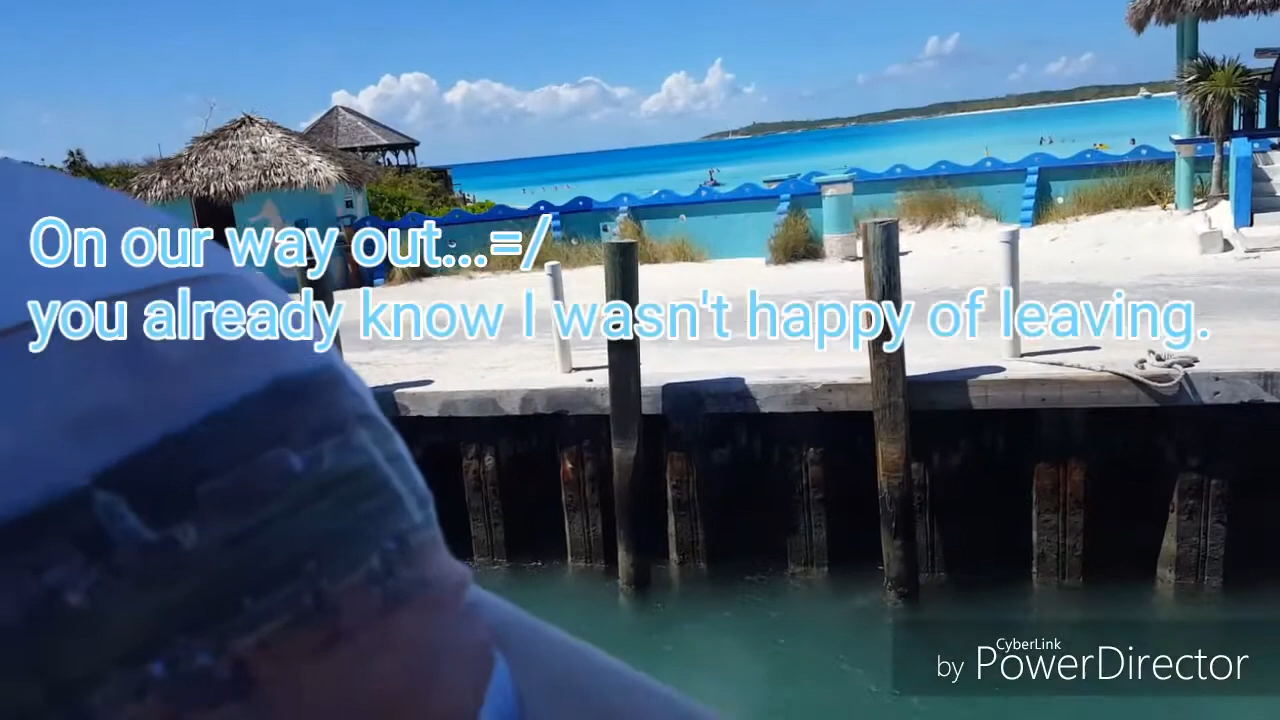 On our way out...=/
you already know I wasn't happy of leaving.
CyberLink
by PowerDirector